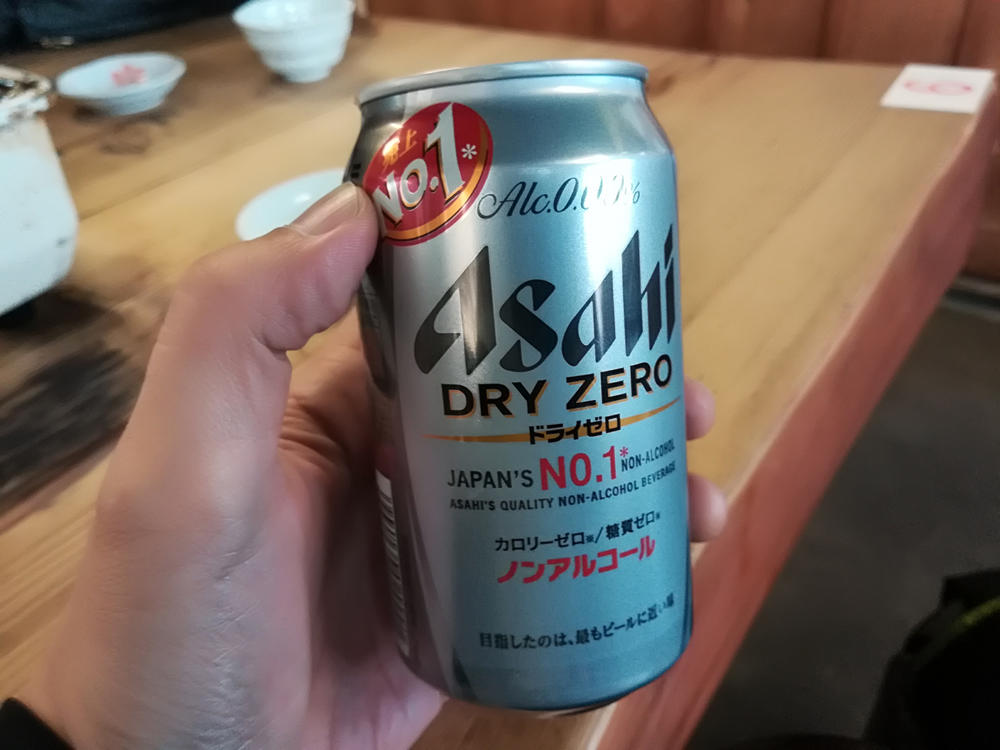 売上
NO.1*
Alc.0.00%
Asahi
DRY ZERO
ドライゼロ
JAPAN'S NO.1* NON-ALCOHOL
ASAHI'S QUALITY NON-ALCOHOL BEVERAGE
カロリーゼロ※/糖質ゼロ※
ノンアルコール
目指したのは、最もビールに近い味